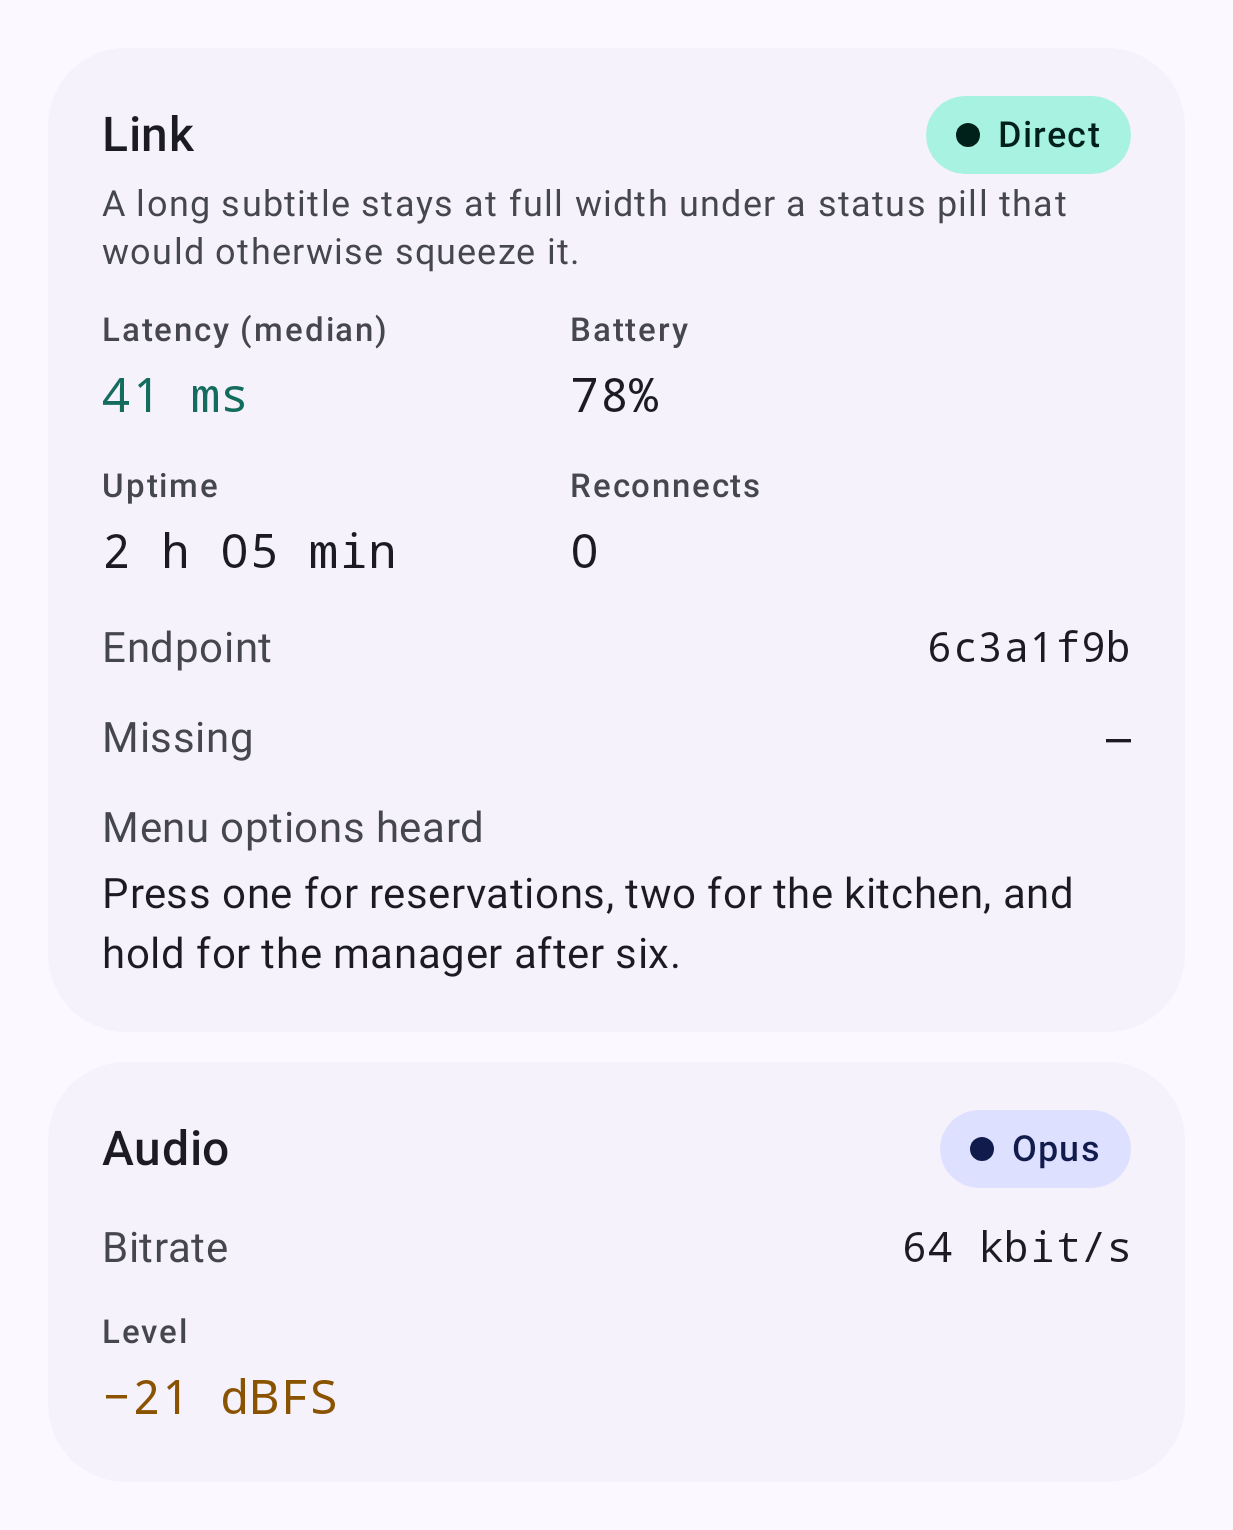 Link
Direct
A long subtitle stays at full width under a status pill that
would otherwise squeeze it.
Latency (median)
Battery
41 ms
78%
Uptime
Reconnects
2 h 05 min
0
Endpoint
6c3a1f9b
Missing
—
Menu options heard
Press one for reservations, two for the kitchen, and
hold for the manager after six.
Audio
Opus
Bitrate
64 kbit/s
Level
−21 dBFS